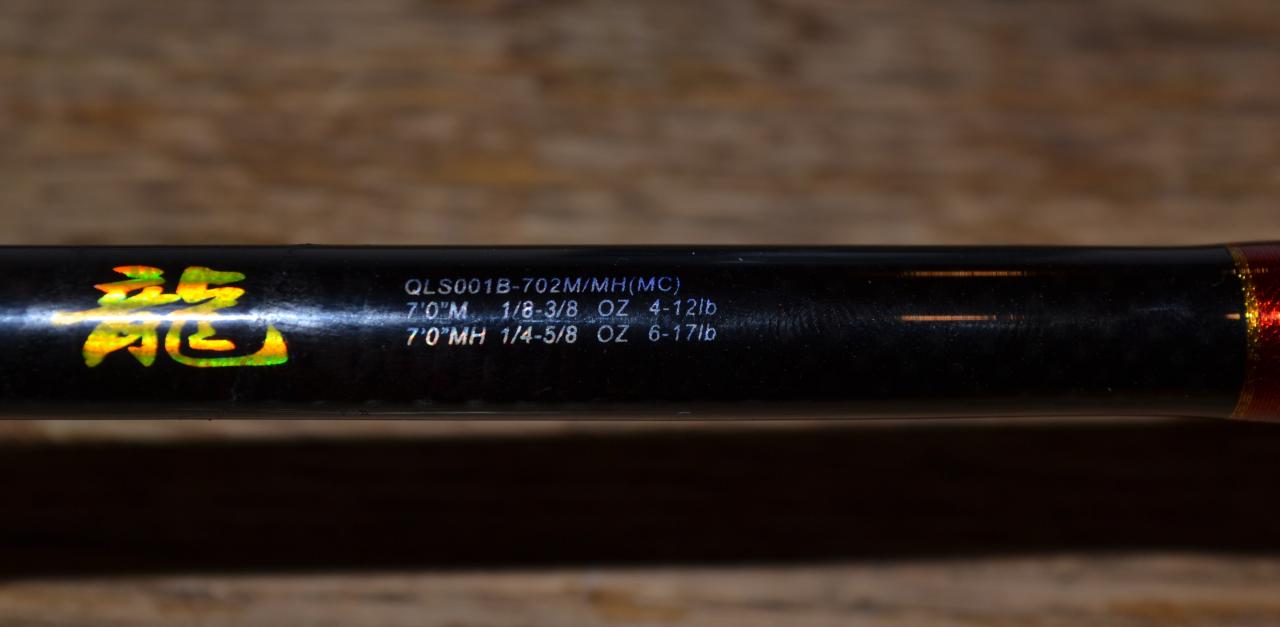 龍
QLS001B-702M/MH(MC)
7'0"M 1/8-3/8 OZ 4-12lb
7'0"MH 1/4-5/8 OZ 6-17lb